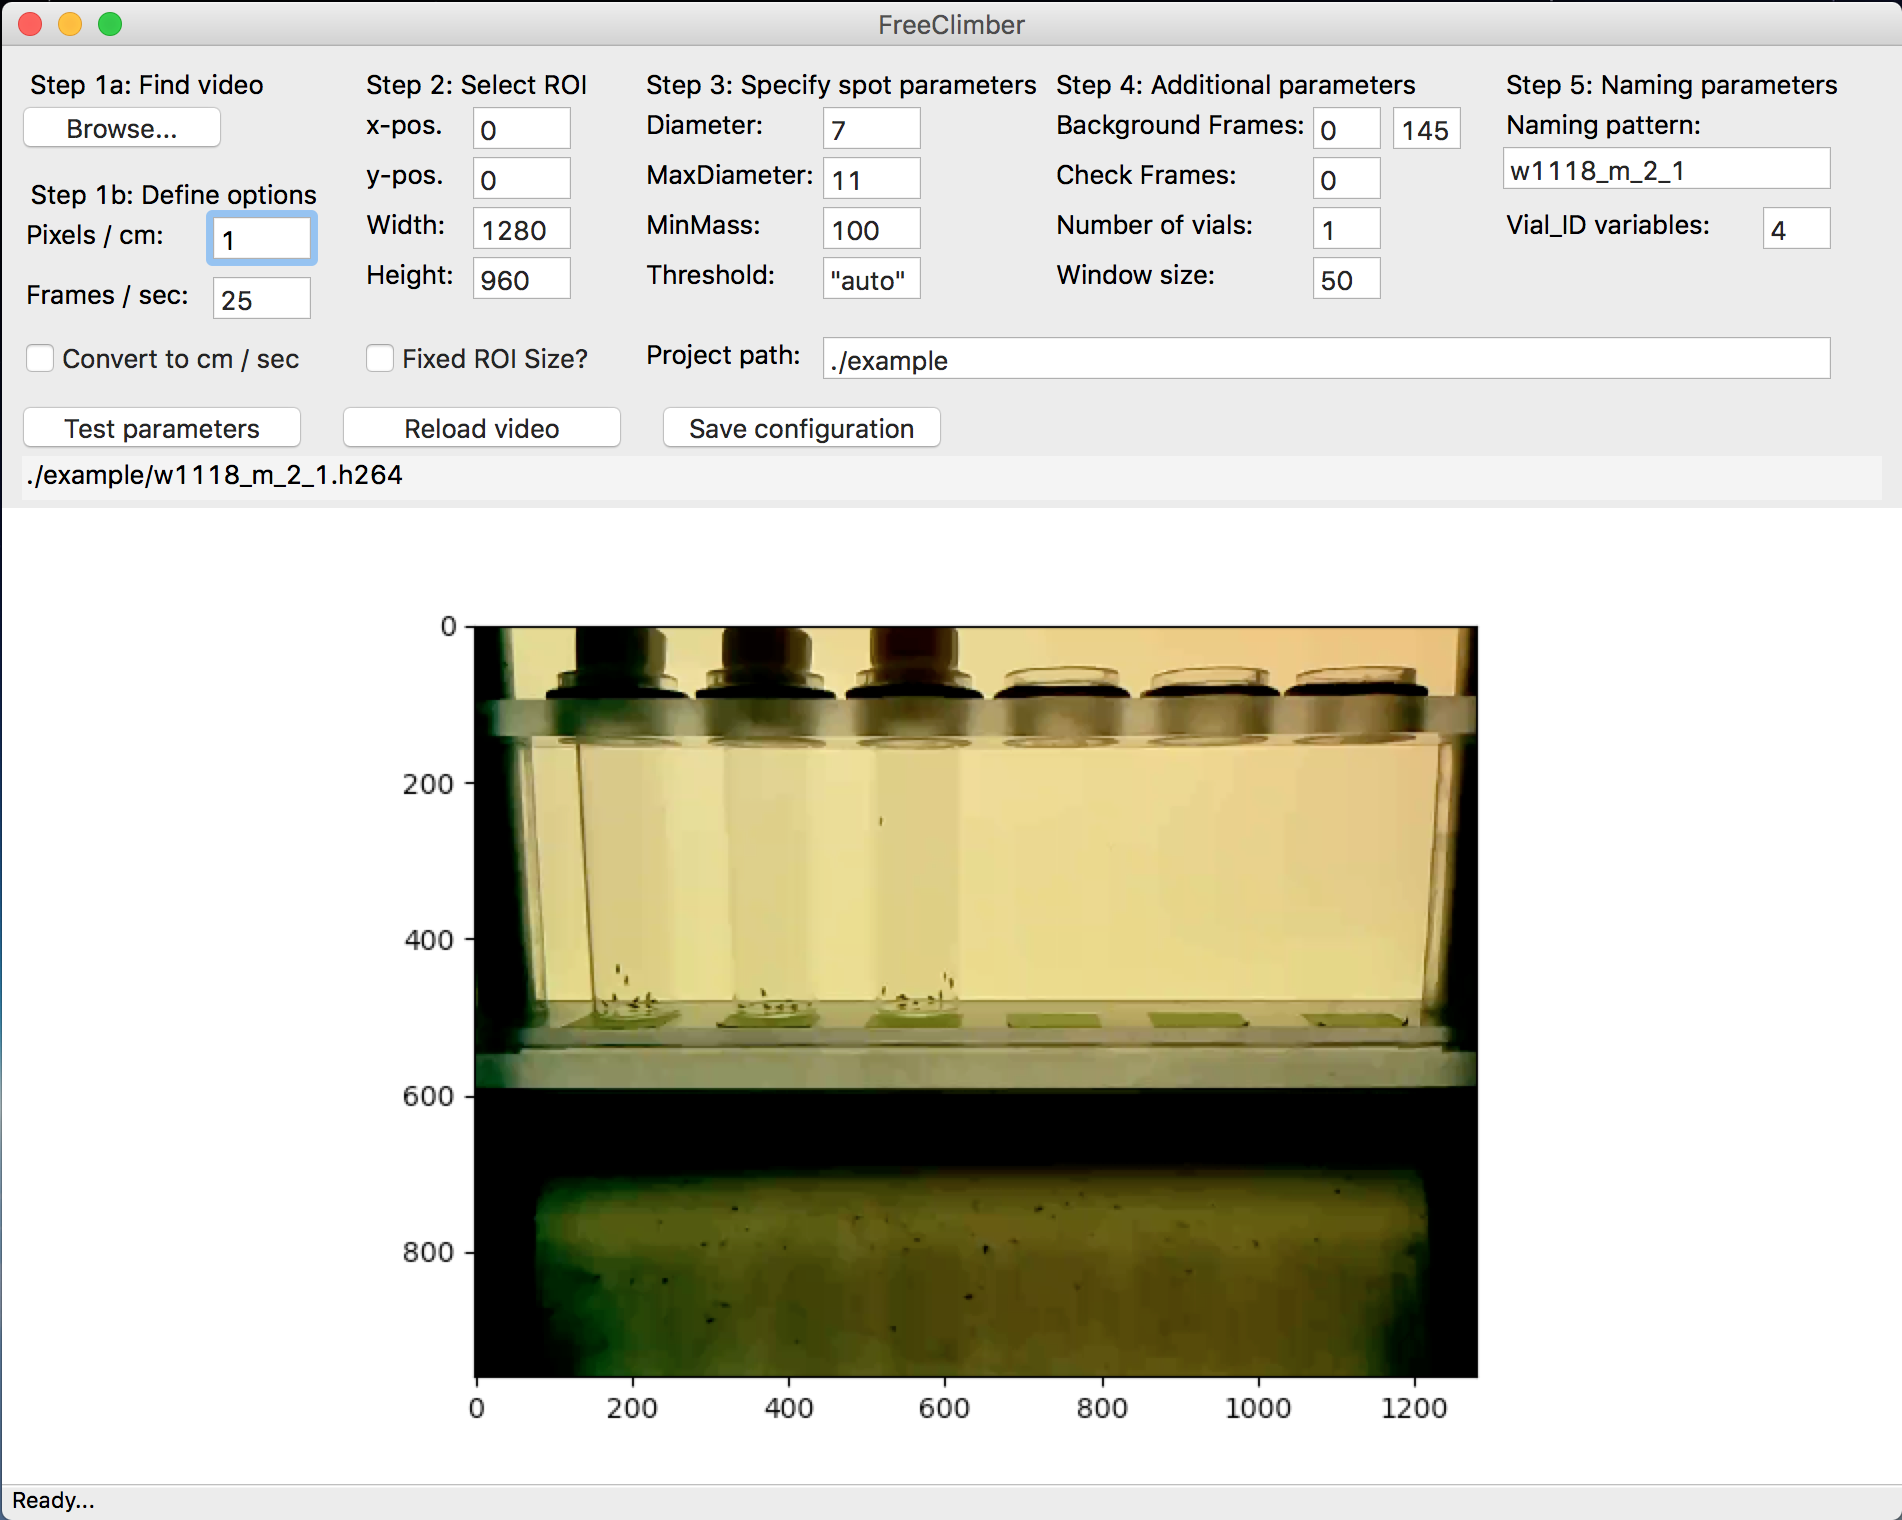 FreeClimber
Step 1a: Find video
Browse...
Step 1b: Define options
Pixels / cm: 1
Frames / sec: 25
Convert to cm / sec
Step 2: Select ROI
x-pos. 0
y-pos. 0
Width: 1280
Height: 960
Fixed ROI Size?
Step 3: Specify spot parameters
Diameter: 7
MaxDiameter: 11
MinMass: 100
Threshold: "auto"
Step 4: Additional parameters
Background Frames: 0 145
Check Frames: 0
Number of vials: 1
Window size: 50
Step 5: Naming parameters
Naming pattern:
w1118_m_2_1
Vial_ID variables: 4
Project path: ./example
Test parameters
Reload video
Save configuration
./example/w1118_m_2_1.h264
0
200
400
600
800
0 200 400 600 800 1000 1200
Ready...